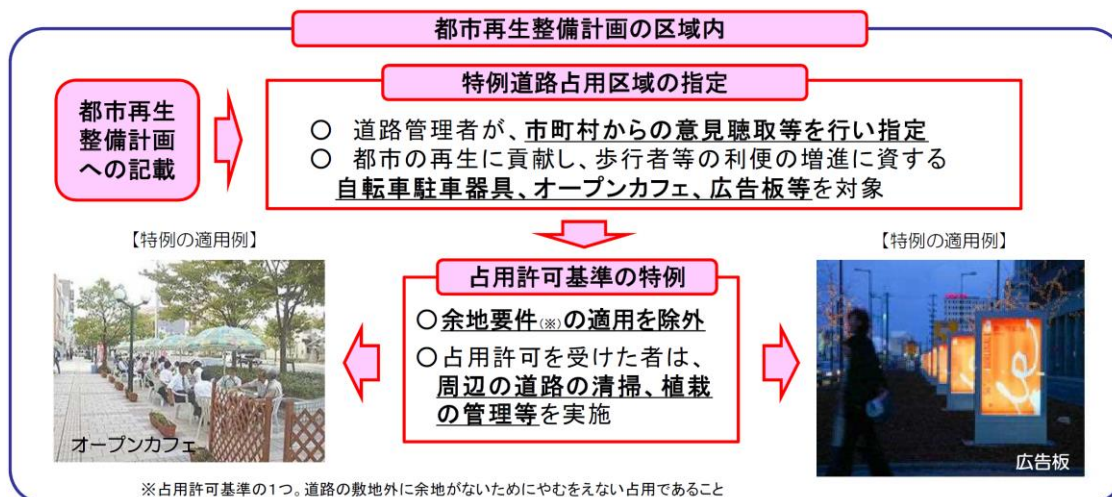 都市再生整備計画の区域内
都市再生
整備計画
への記載
特例道路占用区域の指定
○ 道路管理者が、市町村からの意見聴取等を行い指定
○ 都市の再生に貢献し、歩行者等の利便の増進に資する
自転車駐車器具、オープンカフェ、広告板等を対象
【特例の適用例】
オープンカフェ
占用許可基準の特例
○余地要件(※)の適用を除外
○占用許可を受けた者は、
周辺の道路の清掃、植栽
の管理等を実施
【特例の適用例】
広告板
※占用許可基準の1つ。道路の敷地外に余地がないためにやむをえない占用であること